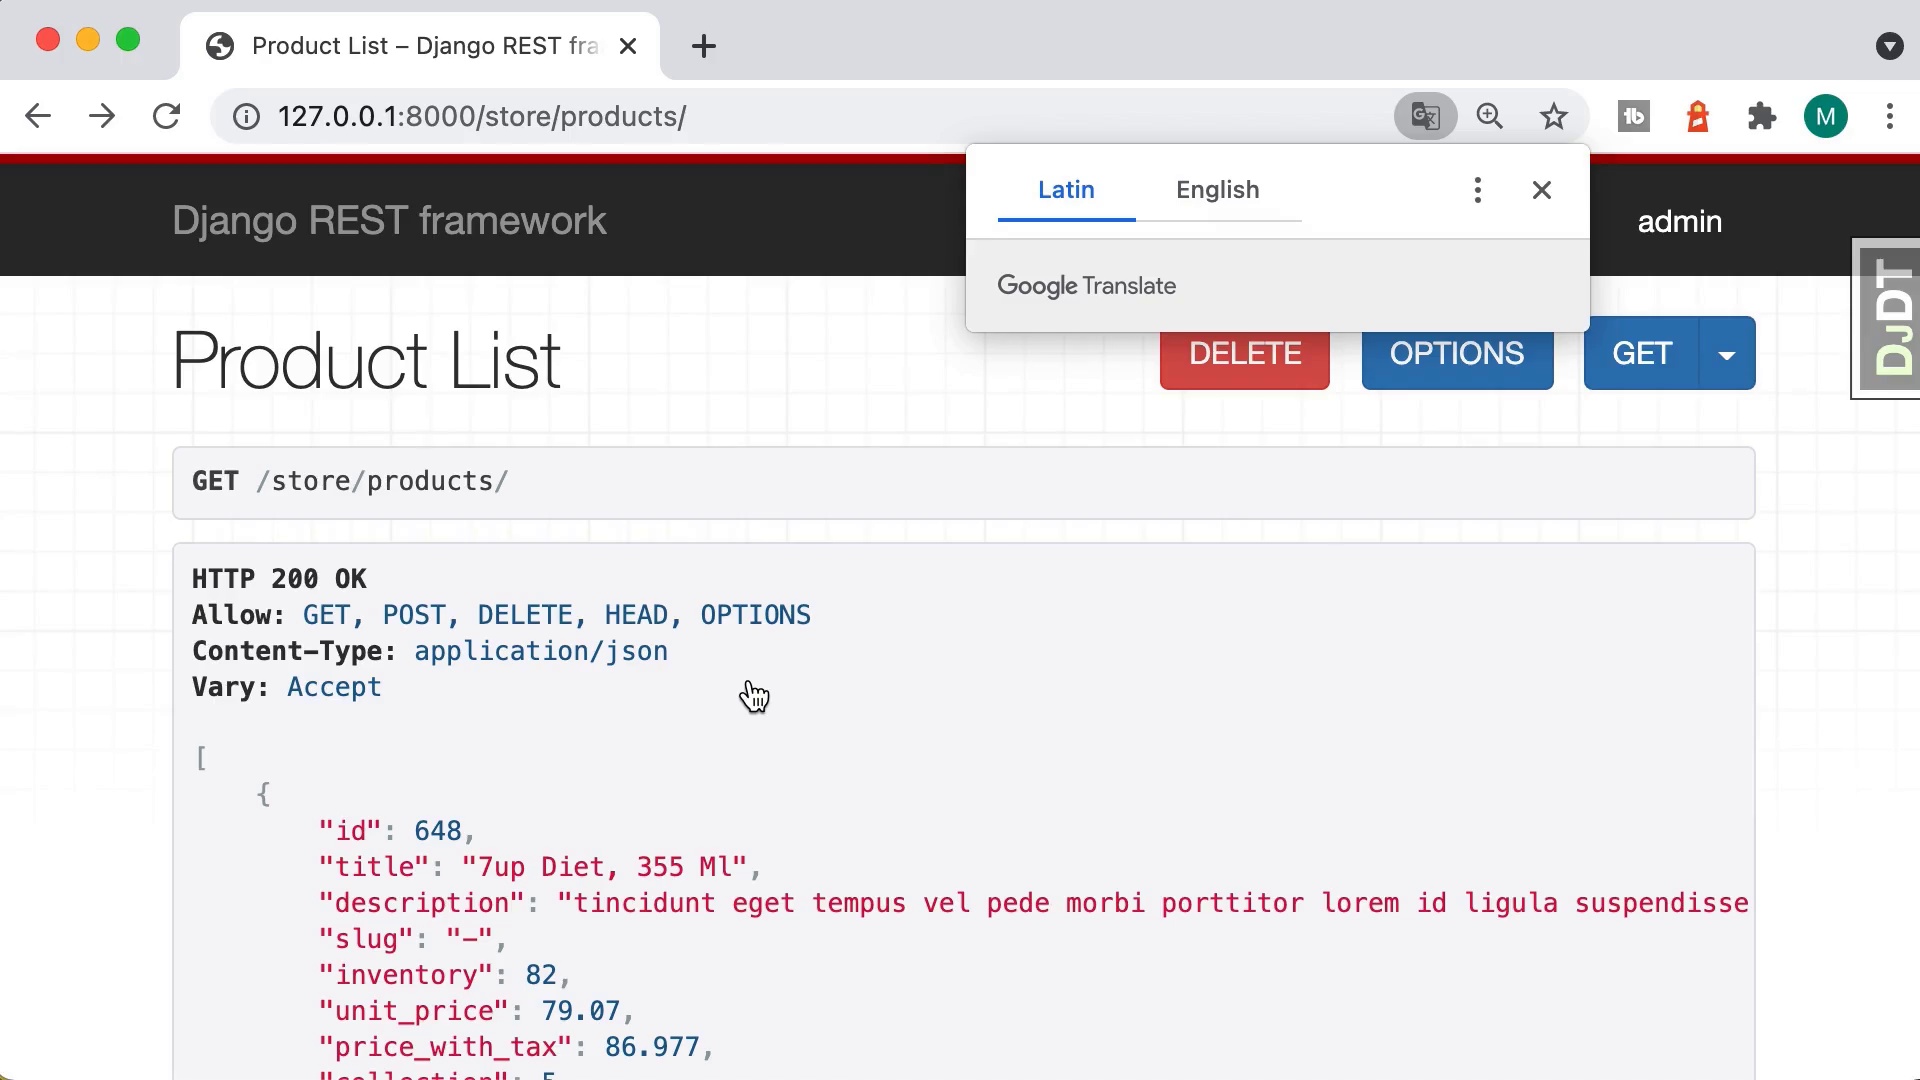 Product List – Django REST fra
127.0.0.1:8000/store/products/
M
Latin English
Google Translate
Django REST framework
admin
DJDT
Product List
DELETE OPTIONS GET
GET /store/products/
HTTP 200 OK
Allow: GET, POST, DELETE, HEAD, OPTIONS
Content-Type: application/json
Vary: Accept
[
{
"id": 648,
"title": "7up Diet, 355 Ml",
"description": "tincidunt eget tempus vel pede morbi porttitor lorem id ligula suspendisse
"slug": "-",
"inventory": 82,
"unit_price": 79.07,
"price_with_tax": 86.977,
"collection": 5